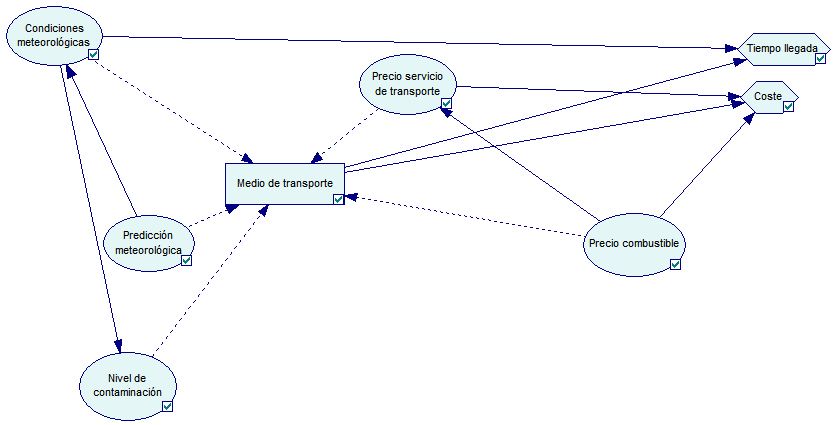 Condiciones
meteorológicas
Tiempo llegada
Precio servicio
de transporte
Coste
Medio de transporte
Predicción
meteorológica
Precio combustible
Nivel de
contaminación